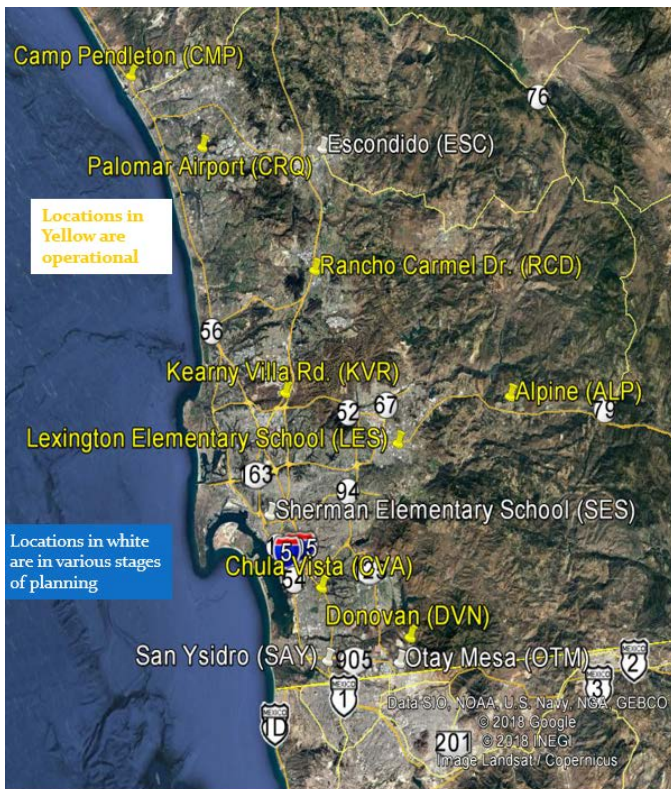 Camp Pendleton (CMP)
76
Escondido (ESC)
Palomar Airport (CRQ)
Locations in
Yellow are
operational
Rancho Carmel Dr. (RCD)
56
Kearny Villa Rd. (KVR)
Alpine (ALP)
67
52
79
Lexington Elementary School (LES)
163
94
Sherman Elementary School (SES)
Locations in white
are in various stages
of planning
5
Chula Vista (CVA)
54
Donovan (DVN)
San Ysidro (SAY)
905
Otay Mesa (OTM)
MEXICO
2
MEXICO
3
MEXICO
1
MEXICO
1D
Data SIO, NOAA, U.S. Navy, NGA, GEBCO
© 2018 Google
© 2018 INEGI
201
Image Landsat / Copernicus